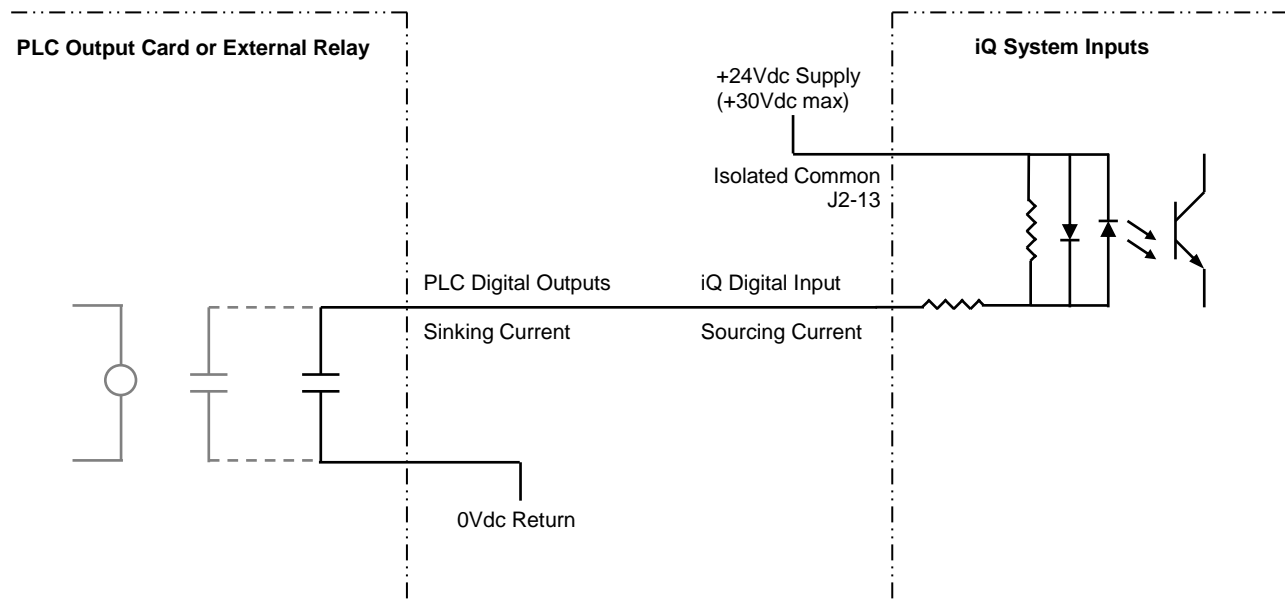 PLC Output Card or External Relay
iQ System Inputs
+24Vdc Supply
(+30Vdc max)
Isolated Common
J2-13
PLC Digital Outputs
iQ Digital Input
Sinking Current
Sourcing Current
0Vdc Return